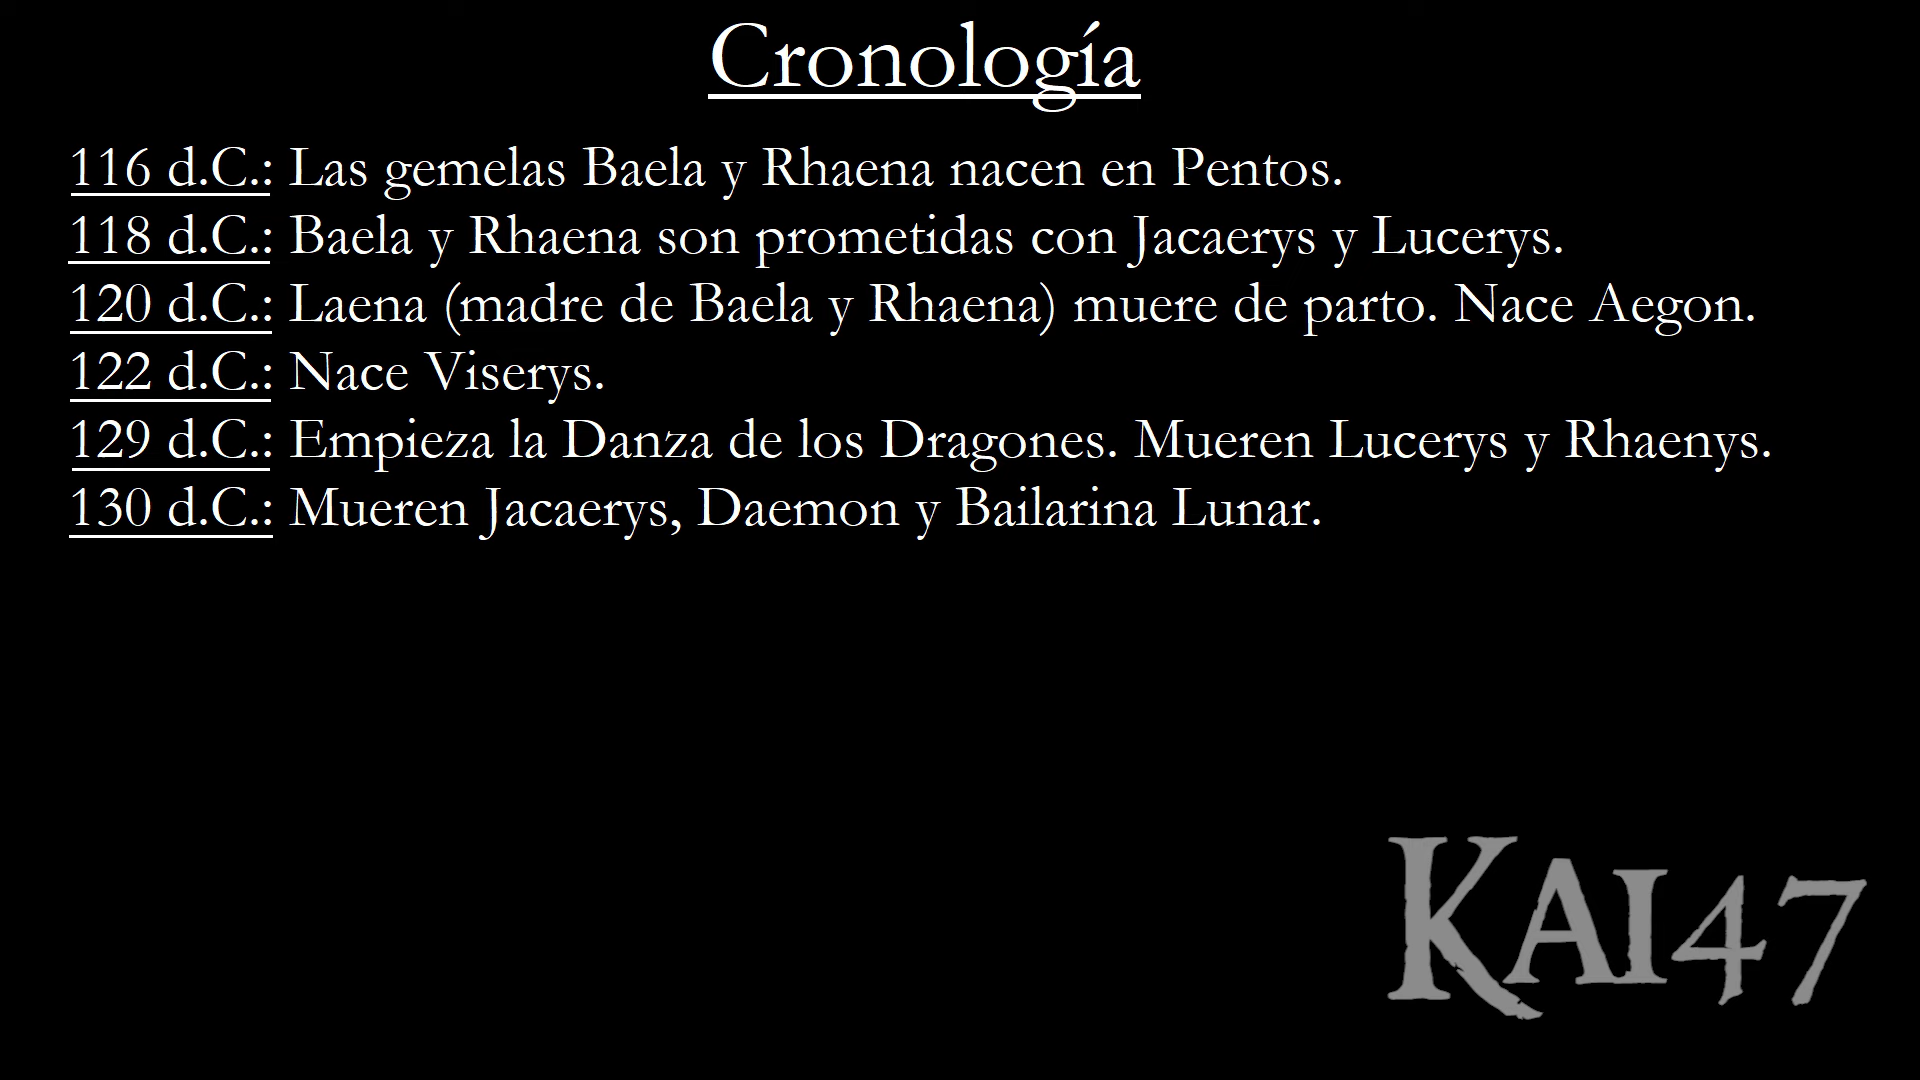 Cronología
116 d.C.: Las gemelas Baela y Rhaena nacen en Pentos.
118 d.C.: Baela y Rhaena son prometidas con Jacaerys y Lucerys.
120 d.C.: Laena (madre de Baela y Rhaena) muere de parto. Nace Aegon.
122 d.C.: Nace Viserys.
129 d.C.: Empieza la Danza de los Dragones. Mueren Lucerys y Rhaenys.
130 d.C.: Mueren Jacaerys, Daemon y Bailarina Lunar.
KAI47